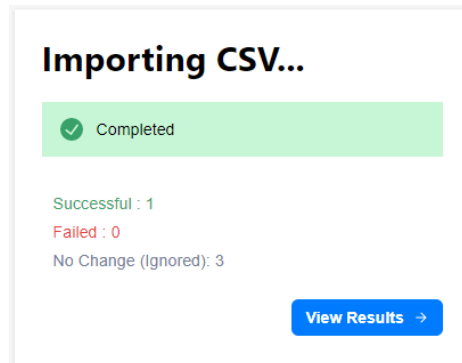 Importing CSV...
Completed
Successful : 1
Failed : 0
No Change (Ignored): 3
View Results →